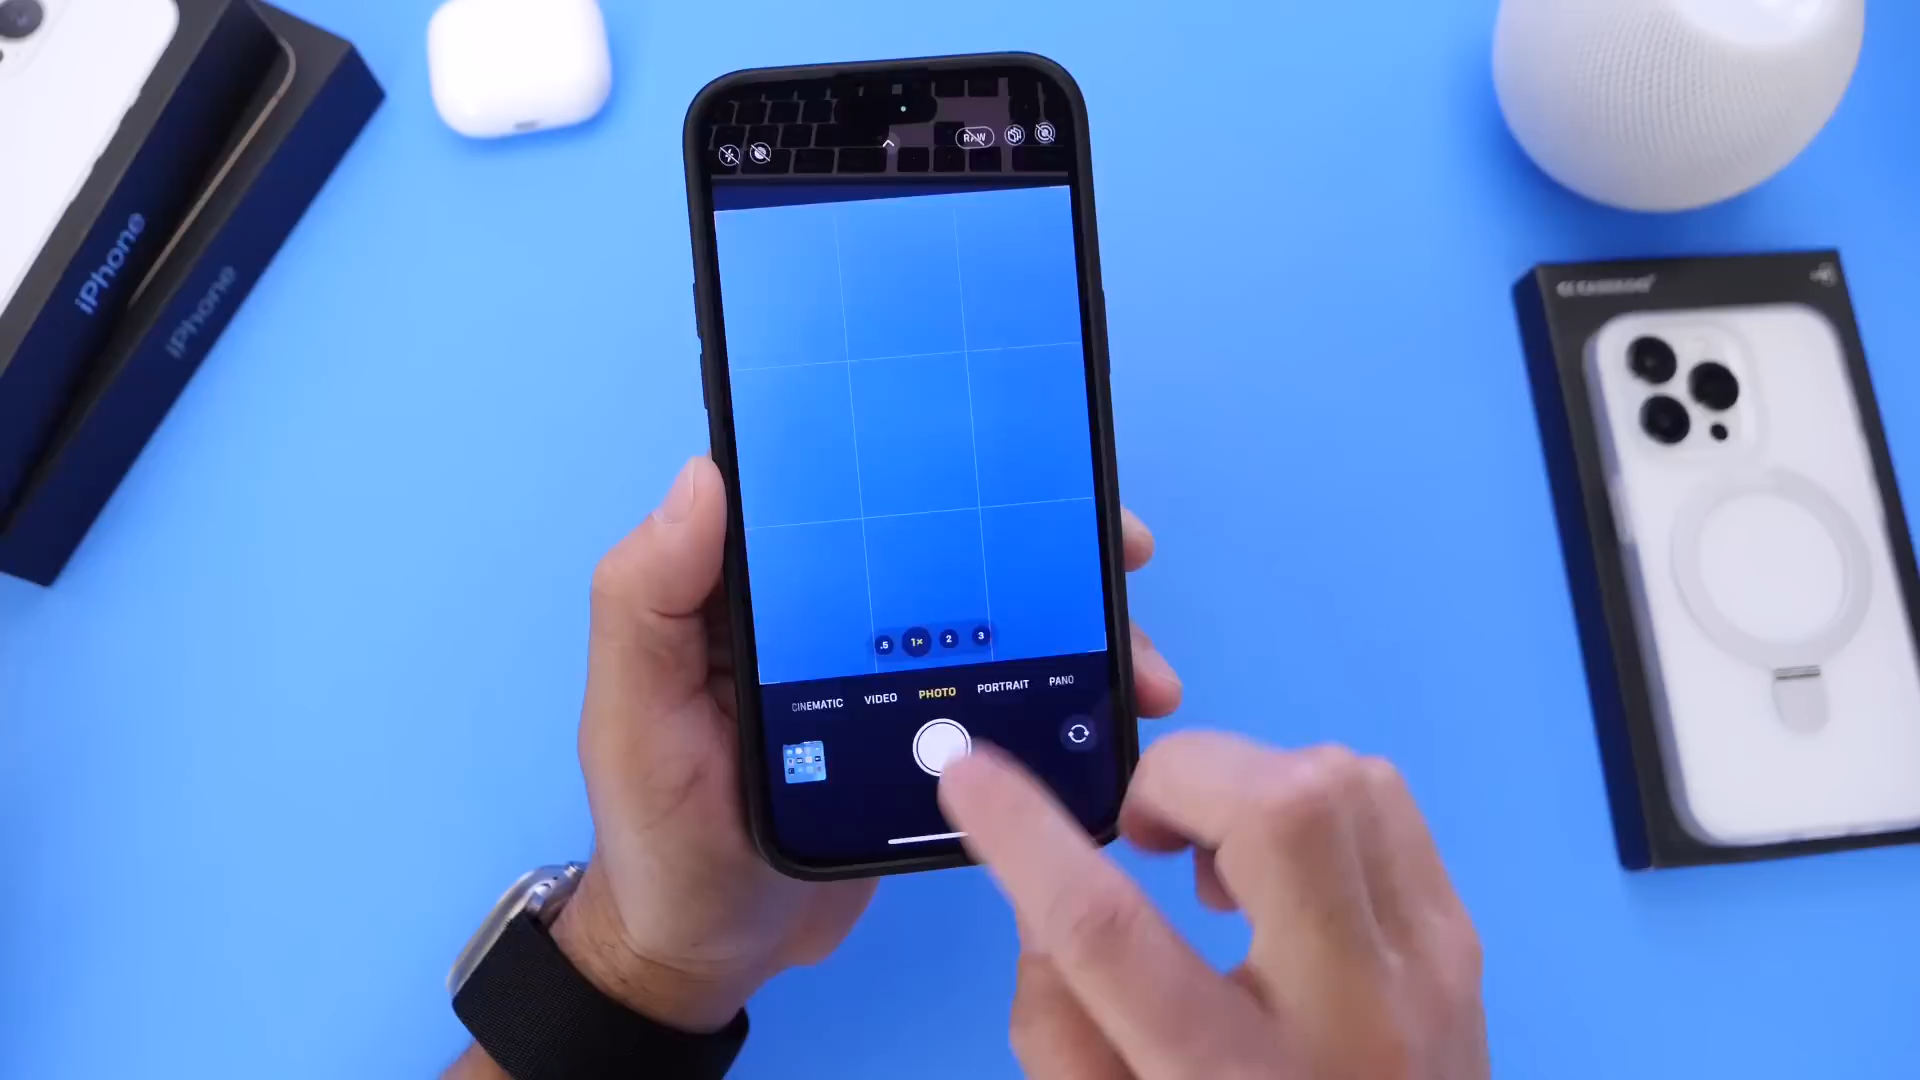 iPhone
iPhone
RAW
.5 1× 2 3
CINEMATIC VIDEO PHOTO PORTRAIT PANO